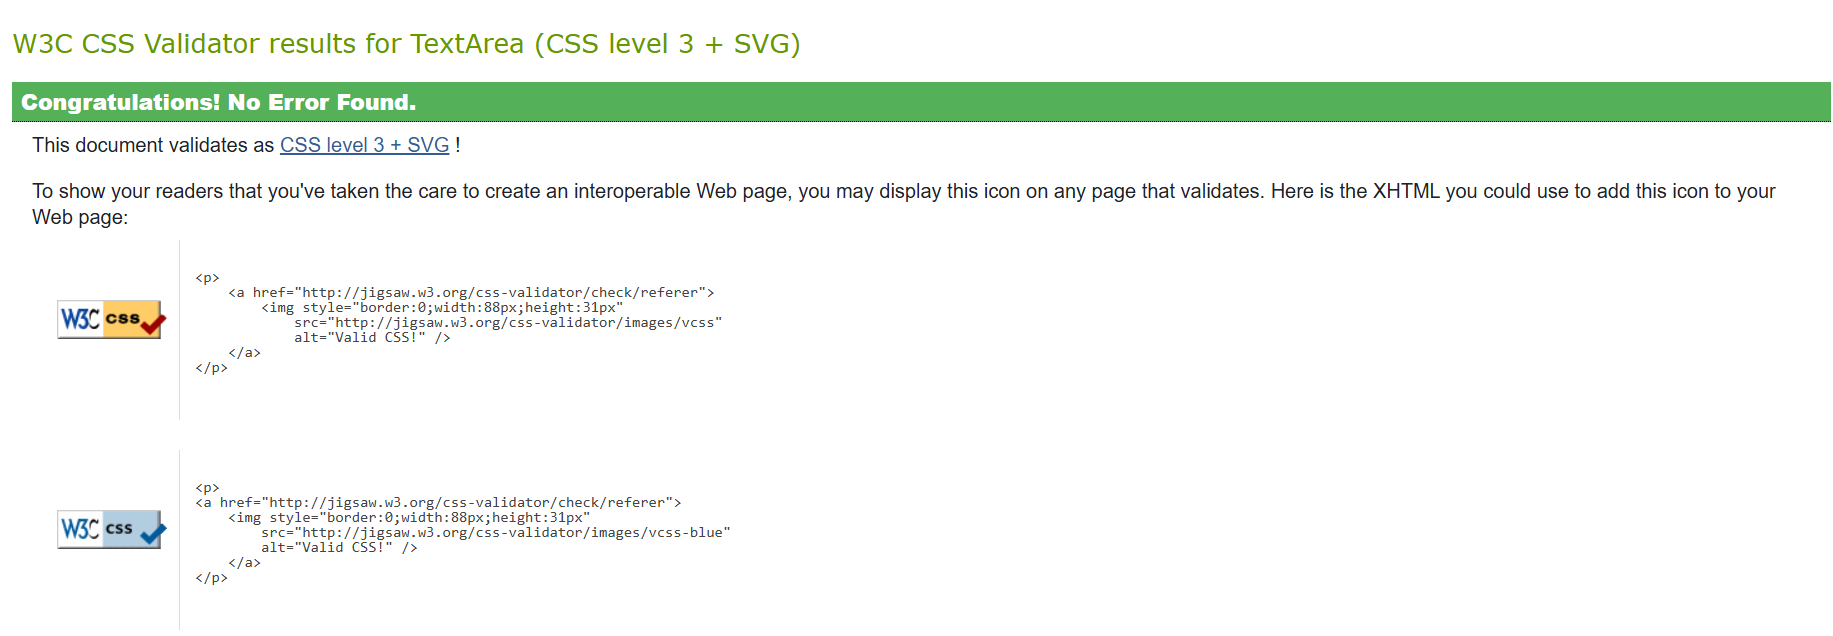 W3C CSS Validator results for TextArea (CSS level 3 + SVG)
Congratulations! No Error Found.
This document validates as CSS level 3 + SVG !
To show your readers that you've taken the care to create an interoperable Web page, you may display this icon on any page that validates. Here is the XHTML you could use to add this icon to your
Web page:
W3C css
<p>
    <a href="http://jigsaw.w3.org/css-validator/check/referer">
        <img style="border:0;width:88px;height:31px"
            src="http://jigsaw.w3.org/css-validator/images/vcss"
            alt="Valid CSS!" />
    </a>
</p>
W3C css
<p>
<a href="http://jigsaw.w3.org/css-validator/check/referer">
    <img style="border:0;width:88px;height:31px"
        src="http://jigsaw.w3.org/css-validator/images/vcss-blue"
        alt="Valid CSS!" />
    </a>
</p>